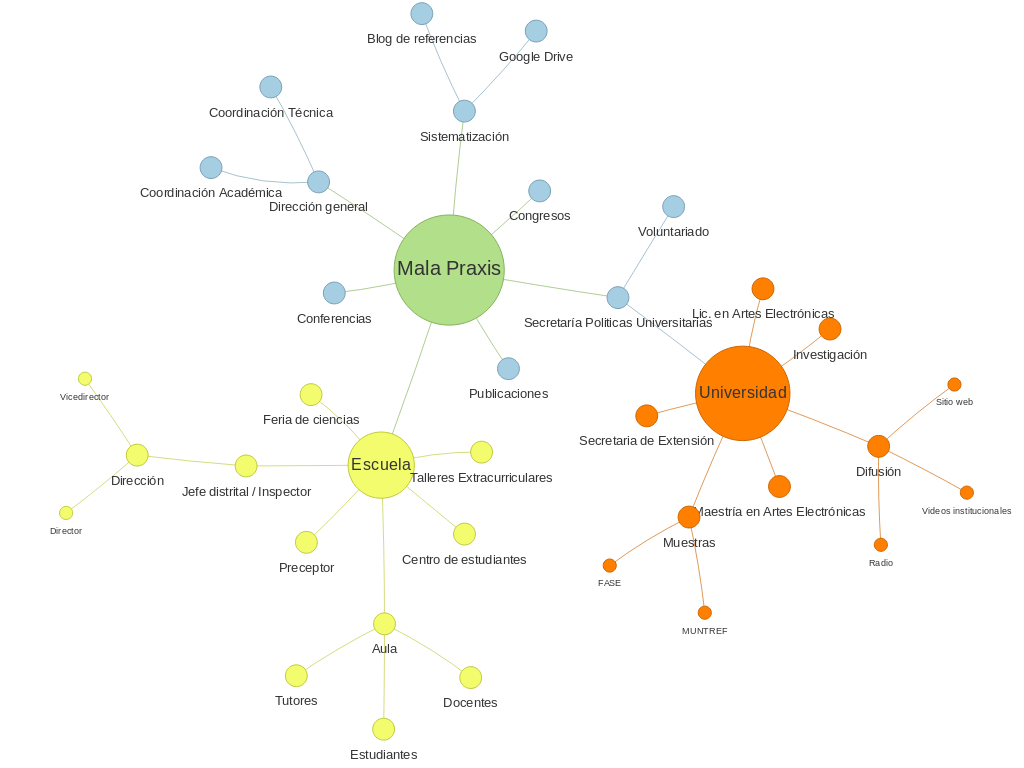 Blog de referencias
Google Drive
Coordinación Técnica
Sistematización
Coordinación Académica
Dirección general
Congresos
Voluntariado
Mala Praxis
Conferencias
Secretaría Politicas Universitarias
Lic. en Artes Electrónicas
Investigación
Publicaciones
Universidad
Vicedirector
Sitio web
Feria de ciencias
Secretaria de Extensión
Escuela
Talleres Extracurriculares
Dirección
Jefe distrital / Inspector
Difusión
Director
Maestría en Artes Electrónicas
Videos institucionales
Muestras
Centro de estudiantes
Preceptor
Radio
FASE
MUNTREF
Aula
Tutores
Docentes
Estudiantes